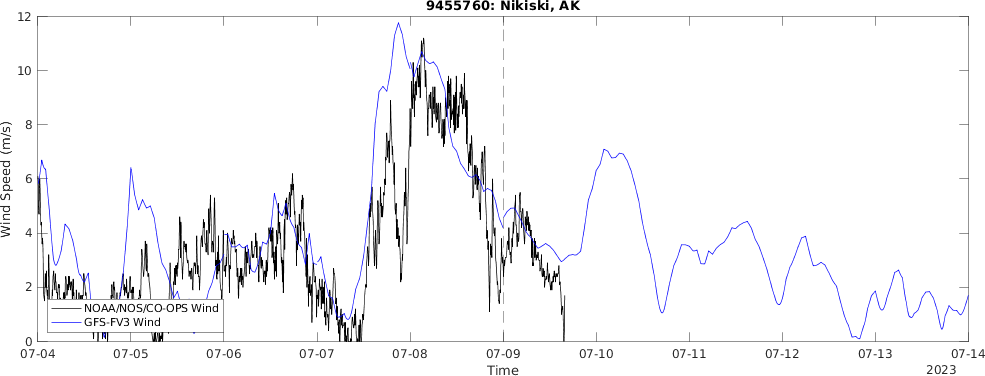 9455760: Nikiski, AK
Wind Speed (m/s)
12
10
8
6
4
2
0
NOAA/NOS/CO-OPS Wind
GFS-FV3 Wind
07-04 07-05 07-06 07-07 07-08 07-09 07-10 07-11 07-12 07-13 07-14
Time
2023